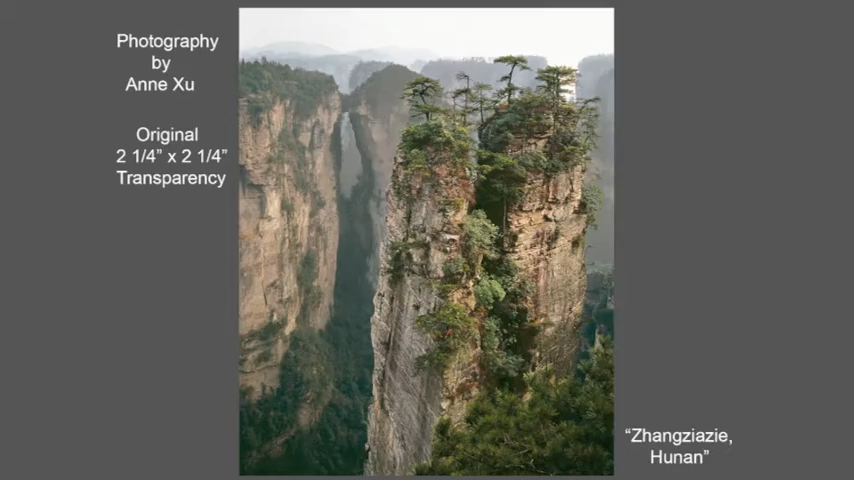 Photography
by
Anne Xu
Original
2 1/4” x 2 1/4”
Transparency
“Zhangziazie,
Hunan”